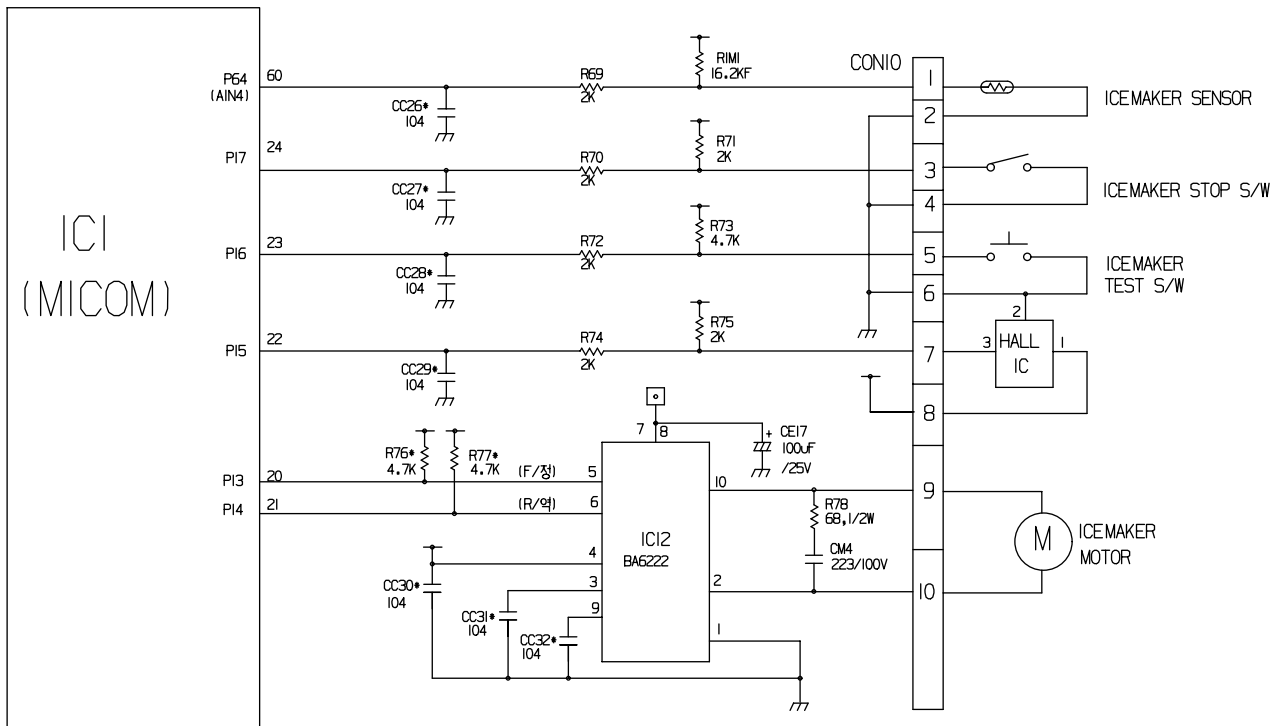 IC1
(MICOM)
P64
(AIN4)
60
CC26*
104
R69
2K
RIM1
16.2KF
CON10
1
2
ICEMAKER SENSOR
P17
24
CC27*
104
R70
2K
R71
2K
3
4
ICEMAKER STOP S/W
P16
23
CC28*
104
R72
2K
R73
4.7K
5
6
ICEMAKER
TEST S/W
P15
22
CC29*
104
R74
2K
R75
2K
7
8
2
3
HALL
IC
1
P13
20
R76*
4.7K
R77*
4.7K
(F/정)
5
P14
21
(R/역)
6
7
8
CE17
+
100uF
/25V
IC12
BA6222
4
3
9
10
2
1
CC30*
104
CC31*
104
CC32*
104
R78
68,1/2W
CM4
223/100V
9
10
M
ICEMAKER
MOTOR